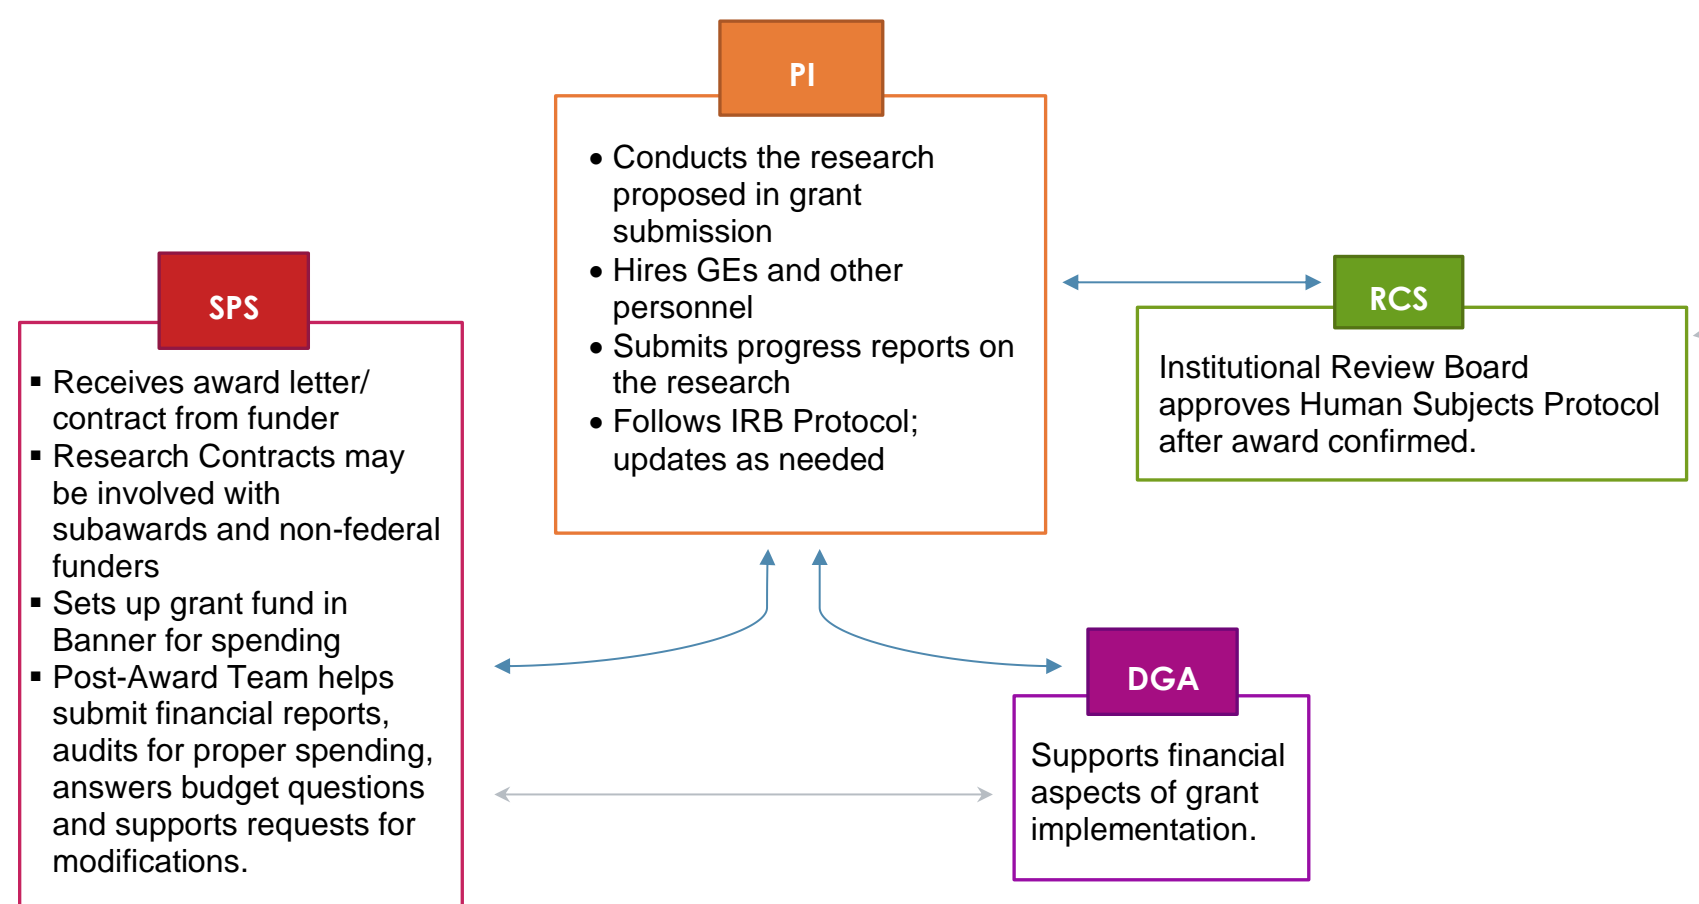 PI
• Conducts the research
proposed in grant
submission
• Hires GEs and other
personnel
• Submits progress reports on
the research
• Follows IRB Protocol;
updates as needed
SPS
▪ Receives award letter/
contract from funder
▪ Research Contracts may
be involved with
subawards and non-federal
funders
▪ Sets up grant fund in
Banner for spending
▪ Post-Award Team helps
submit financial reports,
audits for proper spending,
answers budget questions
and supports requests for
modifications.
RCS
Institutional Review Board
approves Human Subjects Protocol
after award confirmed.
DGA
Supports financial
aspects of grant
implementation.